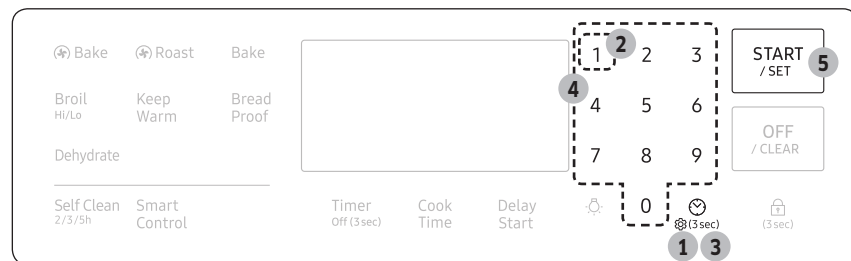 Bake
Roast
Bake
Broil
Hi/Lo
Keep
Warm
Bread
Proof
Dehydrate
Self Clean
2/3/5h
Smart
Control
Timer
Off (3 sec)
Cook
Time
Delay
Start
1
2
2
3
4
4
5
6
7
8
9
0
(3 sec)
1
3
START
/ SET
5
OFF
/ CLEAR
(3 sec)